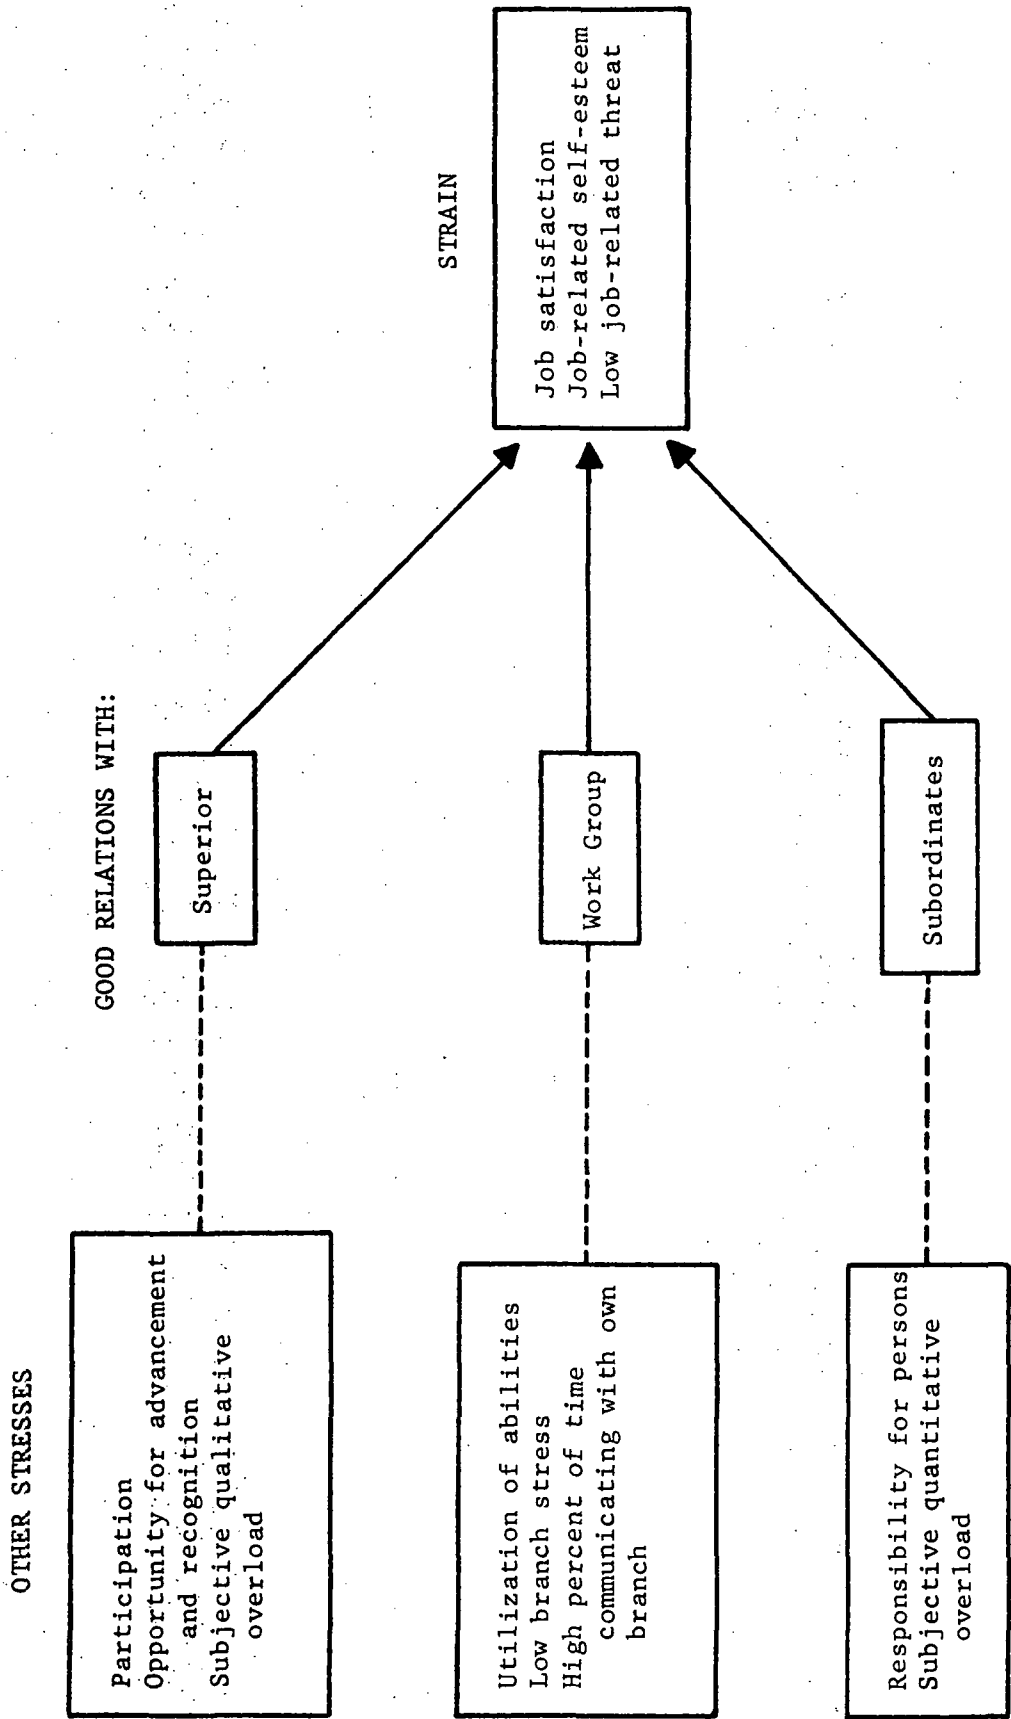 OTHER STRESSES
GOOD RELATIONS WITH:
STRAIN
Participation
Opportunity for advancement
and recognition
Subjective qualitative
overload
Superior
Utilization of abilities
Low branch stress
High percent of time
communicating with own
branch
Work Group
Job satisfaction
Job-related self-esteem
Low job-related threat
Responsibility for persons
Subjective quantitative
overload
Subordinates